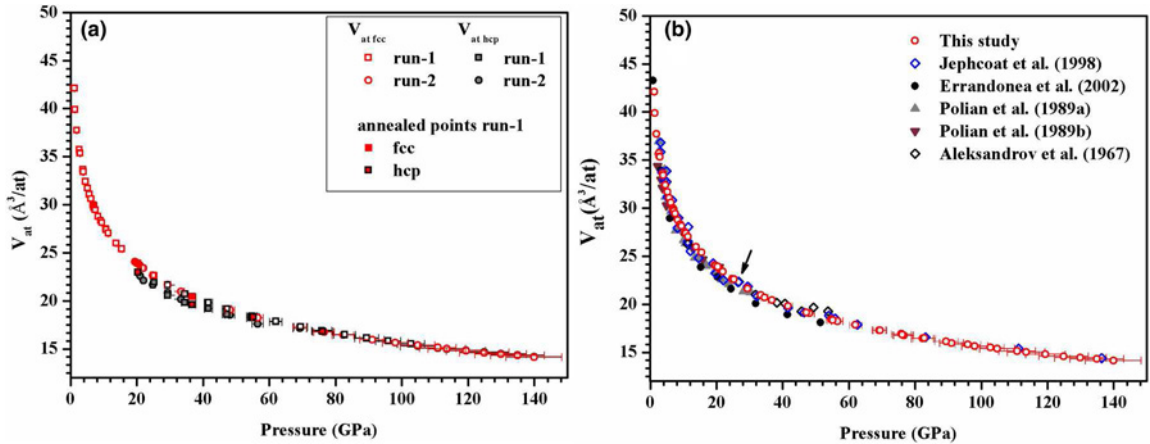 (a)
V at fcc V at hcp
run-1 run-1
run-2 run-2
annealed points run-1
fcc
hcp
50
45
40
35
30
25
20
15
0 20 40 60 80 100 120 140
V at (Å³/at)
Pressure (GPa)
(b)
This study
Jephcoat et al. (1998)
Errandonea et al. (2002)
Polian et al. (1989a)
Polian et al. (1989b)
Aleksandrov et al. (1967)
50
45
40
35
30
25
20
15
0 20 40 60 80 100 120 140
V at (Å³/at)
Pressure (GPa)